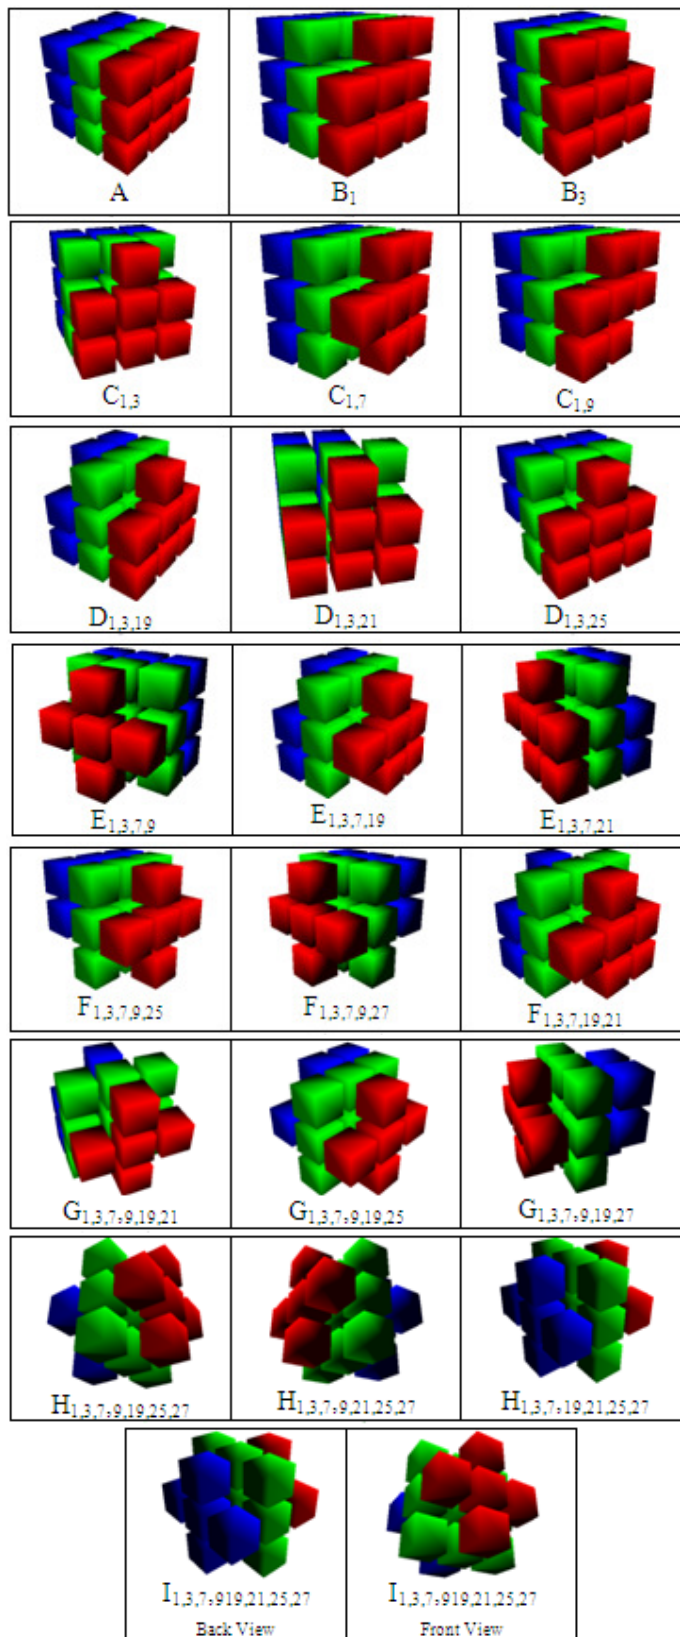 A B₁ B₃
C₁,₃ C₁,₇ C₁,₉
D₁,₃,₁₉ D₁,₃,₂₁ D₁,₃,₂₅
E₁,₃,₇,₉ E₁,₃,₇,₁₉ E₁,₃,₇,₂₁
F₁,₃,₇,₉,₂₅ F₁,₃,₇,₉,₂₇ F₁,₃,₇,₁₉,₂₁
G₁,₃,₇,₉,₁₉,₂₁ G₁,₃,₇,₉,₁₉,₂₅ G₁,₃,₇,₉,₁₉,₂₇
H₁,₃,₇,₉,₁₉,₂₅,₂₇ H₁,₃,₇,₉,₂₁,₂₅,₂₇ H₁,₃,₇,₁₉,₂₁,₂₅,₂₇
I₁,₃,₇,₉₁₉,₂₁,₂₅,₂₇ I₁,₃,₇,₉₁₉,₂₁,₂₅,₂₇
Back View Front View